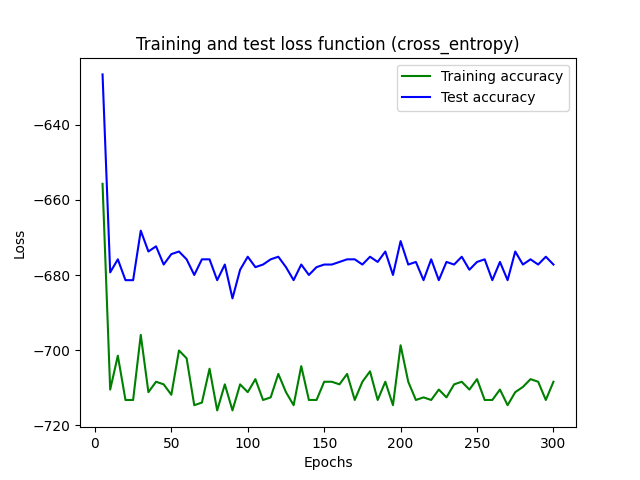 Training and test loss function (cross_entropy)
Training accuracy
Test accuracy
Loss
−640
−660
−680
−700
−720
0 50 100 150 200 250 300
Epochs